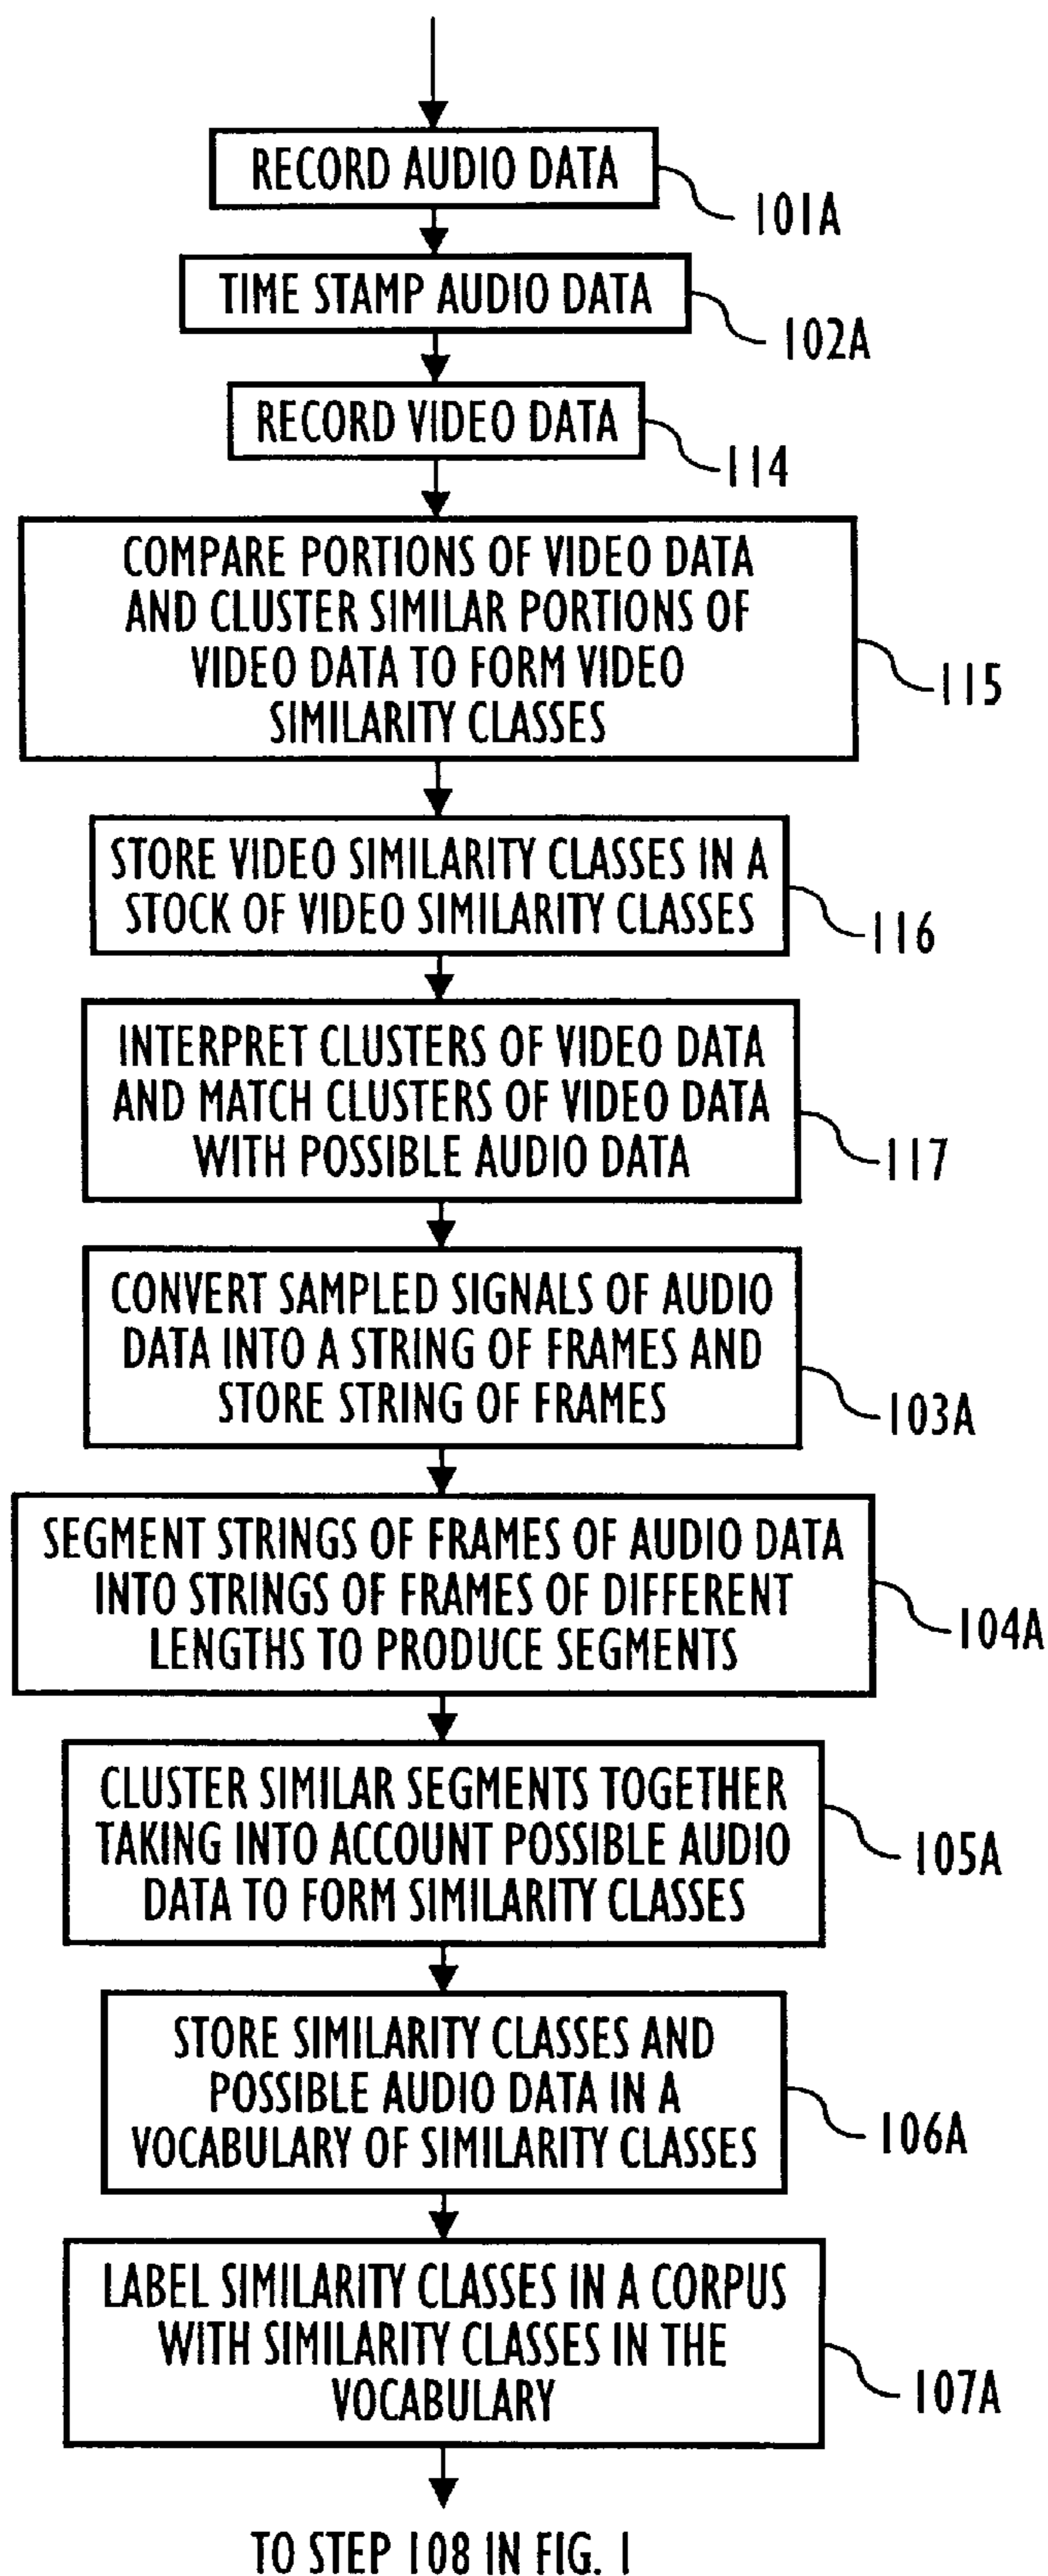 RECORD AUDIO DATA
101A
TIME STAMP AUDIO DATA
102A
RECORD VIDEO DATA
114
COMPARE PORTIONS OF VIDEO DATA
AND CLUSTER SIMILAR PORTIONS OF
VIDEO DATA TO FORM VIDEO
SIMILARITY CLASSES
115
STORE VIDEO SIMILARITY CLASSES IN A
STOCK OF VIDEO SIMILARITY CLASSES
116
INTERPRET CLUSTERS OF VIDEO DATA
AND MATCH CLUSTERS OF VIDEO DATA
WITH POSSIBLE AUDIO DATA
117
CONVERT SAMPLED SIGNALS OF AUDIO
DATA INTO A STRING OF FRAMES AND
STORE STRING OF FRAMES
103A
SEGMENT STRINGS OF FRAMES OF AUDIO DATA
INTO STRINGS OF FRAMES OF DIFFERENT
LENGTHS TO PRODUCE SEGMENTS
104A
CLUSTER SIMILAR SEGMENTS TOGETHER
TAKING INTO ACCOUNT POSSIBLE AUDIO
DATA TO FORM SIMILARITY CLASSES
105A
STORE SIMILARITY CLASSES AND
POSSIBLE AUDIO DATA IN A
VOCABULARY OF SIMILARITY CLASSES
106A
LABEL SIMILARITY CLASSES IN A CORPUS
WITH SIMILARITY CLASSES IN THE
VOCABULARY
107A
TO STEP 108 IN FIG. 1